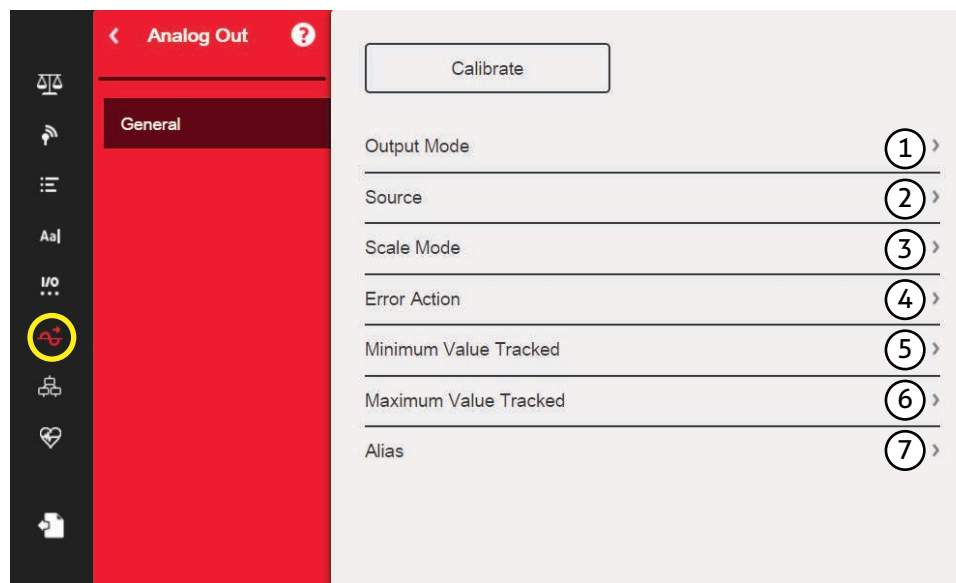 Analog Out
?
General
Aa
I/O
Calibrate
Output Mode 1
Source 2
Scale Mode 3
Error Action 4
Minimum Value Tracked 5
Maximum Value Tracked 6
Alias 7